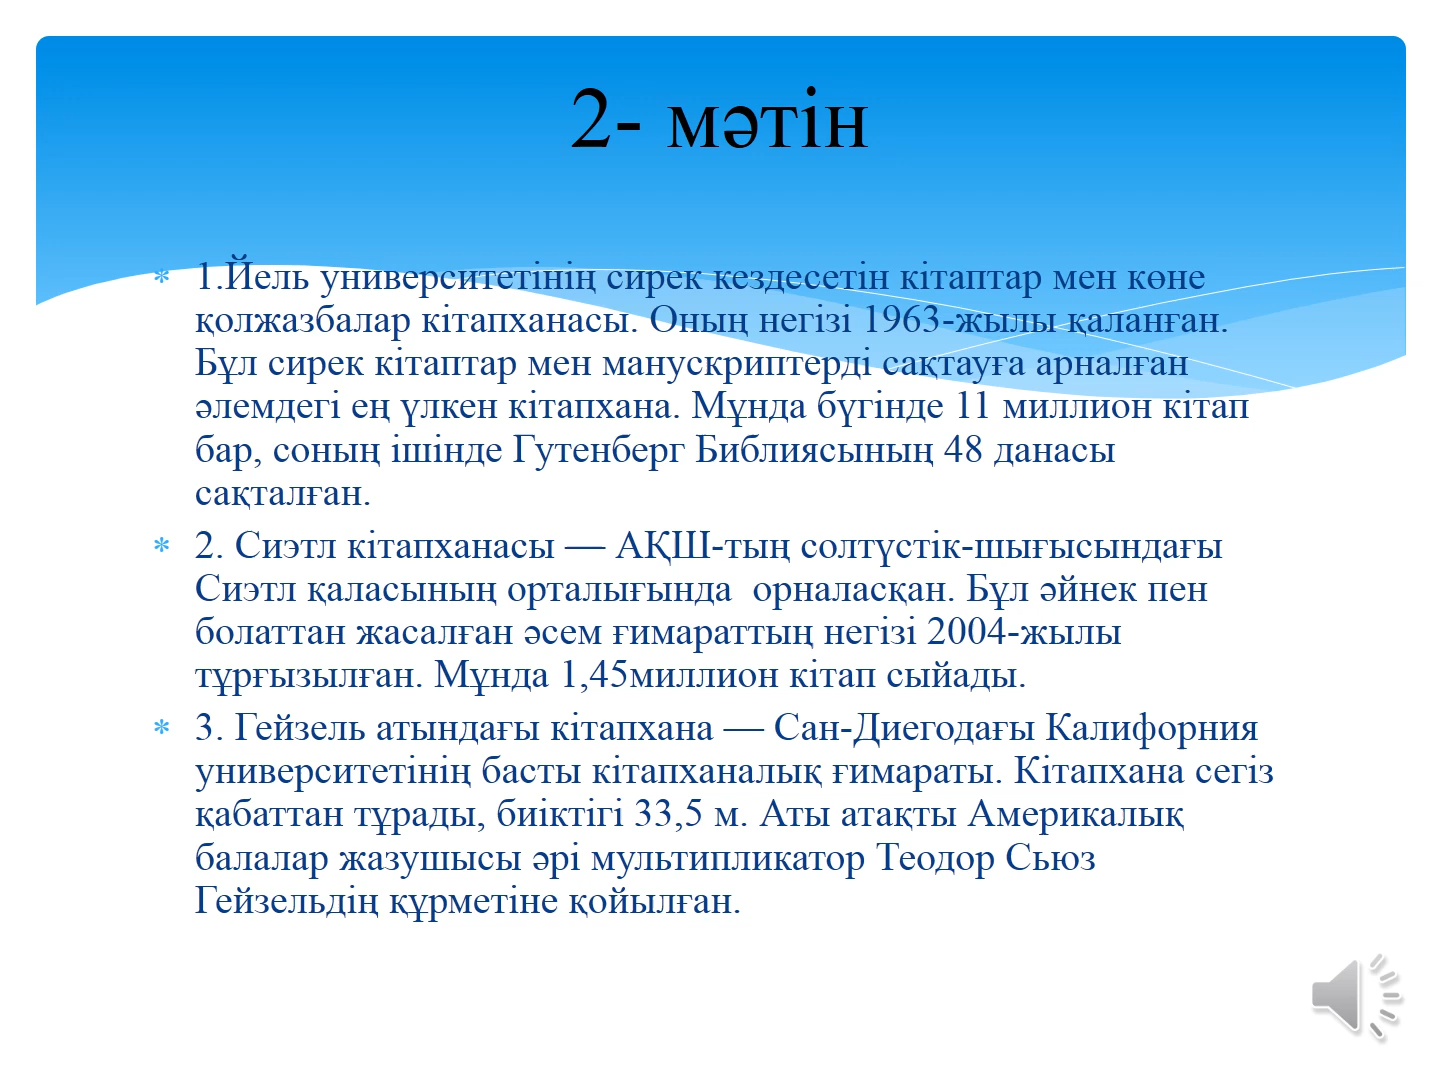 2- мәтін
1.Йель университетінің сирек кездесетін кітаптар мен көне
қолжазбалар кітапханасы. Оның негізі 1963-жылы қаланған.
Бұл сирек кітаптар мен манускриптерді сақтауға арналған
әлемдегі ең үлкен кітапхана. Мұнда бүгінде 11 миллион кітап
бар, соның ішінде Гутенберг Библиясының 48 данасы
сақталған.
2. Сиэтл кітапханасы — АҚШ-тың солтүстік-шығысындағы
Сиэтл қаласының орталығында  орналасқан. Бұл әйнек пен
болаттан жасалған әсем ғимараттың негізі 2004-жылы
тұрғызылған. Мұнда 1,45миллион кітап сыйады.
3. Гейзель атындағы кітапхана — Сан-Диегодағы Калифорния
университетінің басты кітапханалық ғимараты. Кітапхана сегіз
қабаттан тұрады, биіктігі 33,5 м. Аты атақты Америкалық
балалар жазушысы әрі мультипликатор Теодор Сьюз
Гейзельдің құрметіне қойылған.